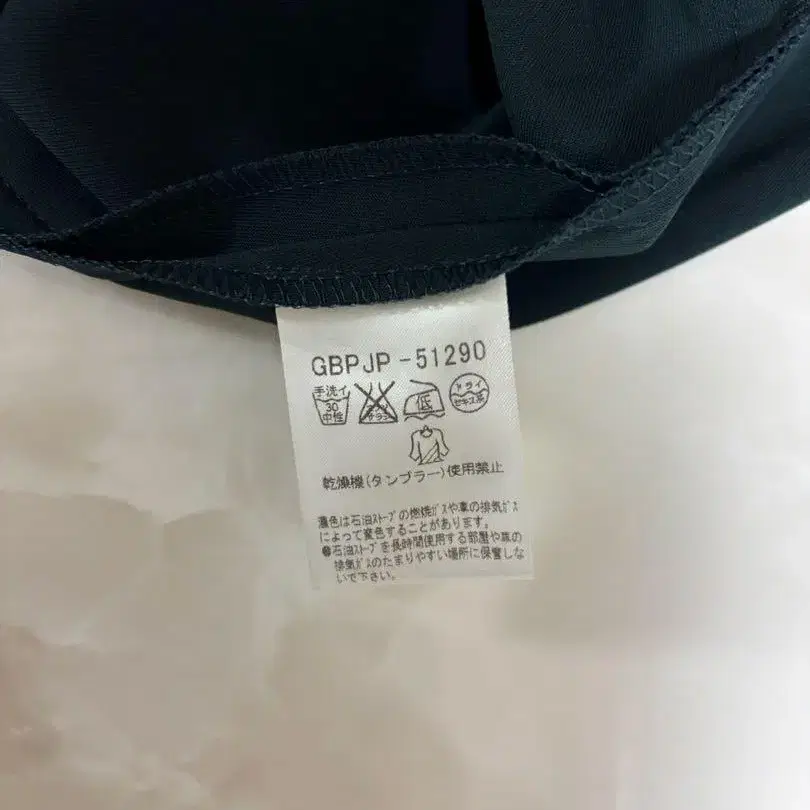 GBPJP-51290
手洗イ
30
中性
低
ドライ
セキユ系
乾燥機(タンブラー)使用禁止
濃色は石油ストーブの燃焼ガスや車の排気ガス
によって変色することがあります。
●石油ストーブを長時間使用する部屋や車の
排気ガスのたまりやすい場所に保管しな
いで下さい。